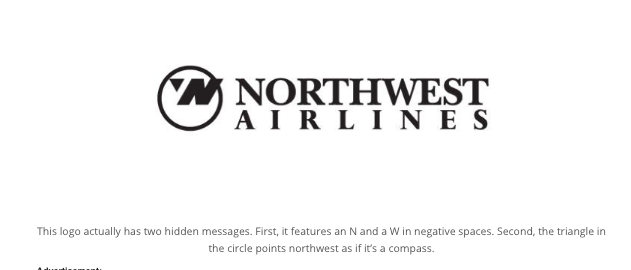 NORTHWEST
AIRLINES
This logo actually has two hidden messages. First, it features an N and a W in negative spaces. Second, the triangle in
the circle points northwest as if it’s a compass.
Advertisement: